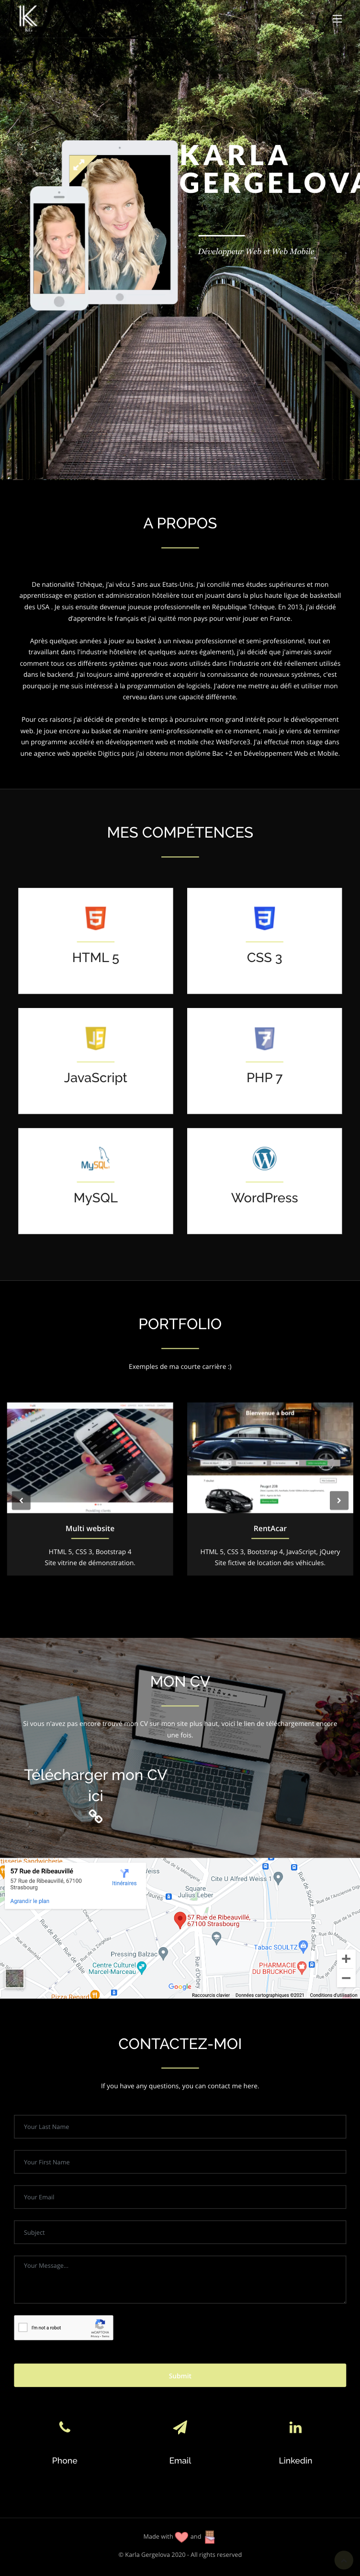 K
KARLA
GERGELOVA
Développeur Web et Web Mobile
A PROPOS
De nationalité Tchèque, j'ai vécu 5 ans aux Etats-Unis. J'ai concilié mes études supérieures et mon
apprentissage en gestion et administration hôtelière tout en jouant dans la plus haute ligue de basketball
des USA . Je suis ensuite devenue joueuse professionnelle en République Tchèque. En 2013, j'ai décidé
d'apprendre le français et j'ai quitté mon pays pour venir jouer en France.
Après quelques années à jouer au basket à un niveau professionnel et semi-professionnel, tout en
travaillant dans l'industrie hôtelière (et quelques autres également), j'ai décidé que j'aimerais savoir
comment tous ces différents systèmes que nous avons utilisés dans l'industrie ont été réellement utilisés
dans le backend. J'ai toujours aimé apprendre et acquérir la connaissance de nouveaux systèmes, c'est
pourquoi je me suis intéressé à la programmation de logiciels. J'adore me mettre au défi et utiliser mon
cerveau dans une capacité différente.
Pour ces raisons j'ai décidé de prendre le temps à poursuivre mon grand intérêt pour le développement
web. Je joue encore au basket de manière semi-professionnelle en ce moment, mais je viens de terminer
un programme accéléré en développement web et mobile chez WebForce3. J'ai effectué mon stage dans
une agence web appelée Digitics puis j'ai obtenu mon diplôme Bac +2 en Développement Web et Mobile.
MES COMPÉTENCES
5
3
HTML 5
CSS 3
JS
7
JavaScript
PHP 7
MySQL
MySQL
WordPress
PORTFOLIO
Exemples de ma courte carrière :)
Bienvenue à bord
Multi website
HTML 5, CSS 3, Bootstrap 4
Site vitrine de démonstration.
RentAcar
HTML 5, CSS 3, Bootstrap 4, JavaScript, jQuery
Site fictive de location des véhicules.
MON CV
Si vous n'avez pas encore trouvé mon CV sur mon site plus haut, voici le lien de téléchargement encore
une fois.
Télécharger mon CV
ici
57 Rue de Ribeauvillé
57 Rue de Ribeauvillé, 67100
Strasbourg
Itinéraires
Agrandir le plan
Cite U Alfred Weiss
Square
Jules Leber
57 Rue de Ribeauvillé,
67100 Strasbourg
Pressing Balzac
Tabac SOULTZ
Centre Culturel
Marcel-Marceau
PHARMACIE
DU BRUCKHOF
Google
Raccourcis clavier Données cartographiques ©2021 Conditions d'utilisation
CONTACTEZ-MOI
If you have any questions, you can contact me here.
Your Last Name
Your First Name
Your Email
Subject
Your Message...
I'm not a robot
reCAPTCHA
Privacy - Terms
Submit
Phone
Email
Linkedin
Made with and
© Karla Gergelova 2020 - All rights reserved